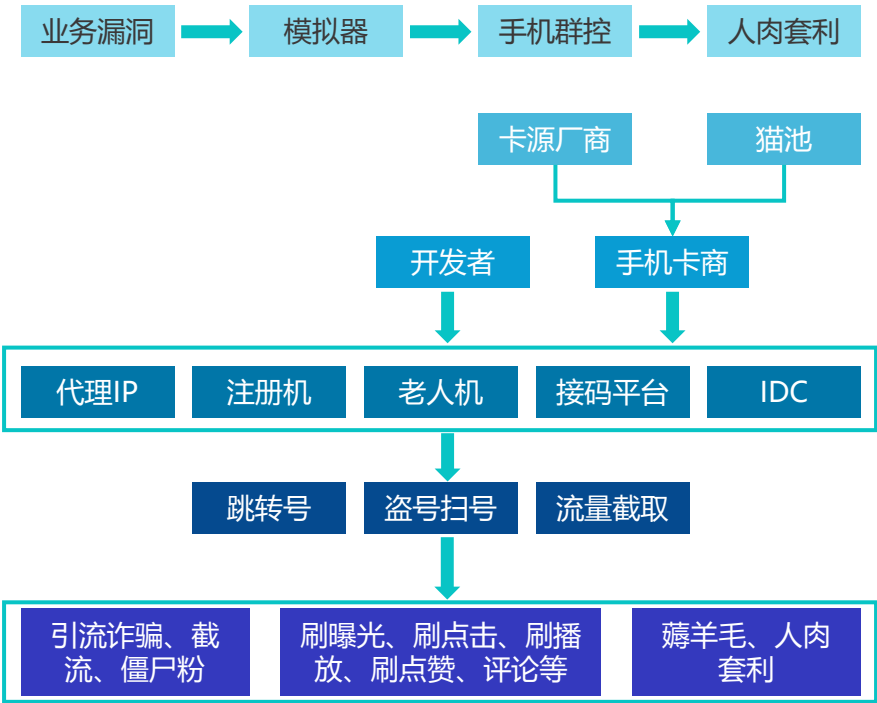 业务漏洞
模拟器
手机群控
人肉套利
卡源厂商
猫池
开发者
手机卡商
代理IP
注册机
老人机
接码平台
IDC
跳转号
盗号扫号
流量截取
引流诈骗、截
流、僵尸粉
刷曝光、刷点击、刷播
放、刷点赞、评论等
薅羊毛、人肉
套利